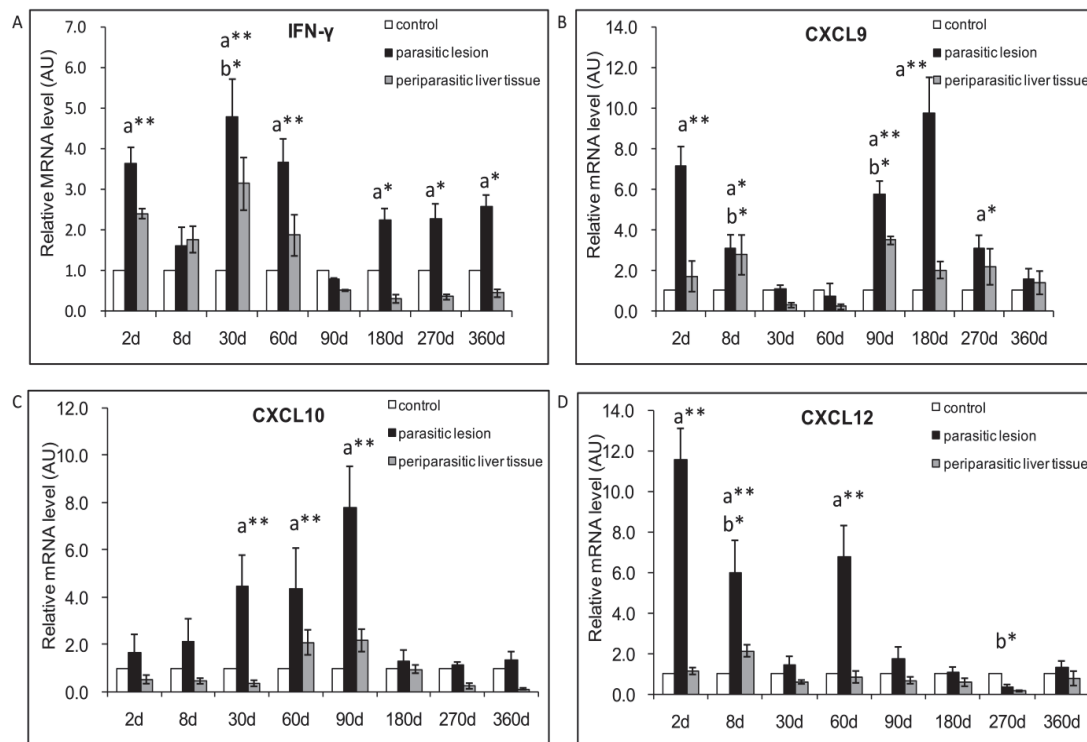 A
IFN-γ
control
parasitic lesion
periparasitic liver tissue
Relative MRNA level (AU)
7.0
6.0
5.0
4.0
3.0
2.0
1.0
0.0
a**
a**
b*
a**
a*
a*
a*
2d 8d 30d 60d 90d 180d 270d 360d
B
CXCL9
control
parasitic lesion
periparasitic liver tissue
Relative mRNA level (AU)
14.0
12.0
10.0
8.0
6.0
4.0
2.0
0.0
a**
a*
b*
a**
b*
a**
a*
2d 8d 30d 60d 90d 180d 270d 360d
C
CXCL10
control
parasitic lesion
periparasitic liver tissue
Relative mRNA level (AU)
12.0
10.0
8.0
6.0
4.0
2.0
0.0
a**
a**
a**
2d 8d 30d 60d 90d 180d 270d 360d
D
CXCL12
control
parasitic lesion
periparasitic liver tissue
Relative mRNA level (AU)
14.0
12.0
10.0
8.0
6.0
4.0
2.0
0.0
a**
a**
b*
a**
b*
2d 8d 30d 60d 90d 180d 270d 360d